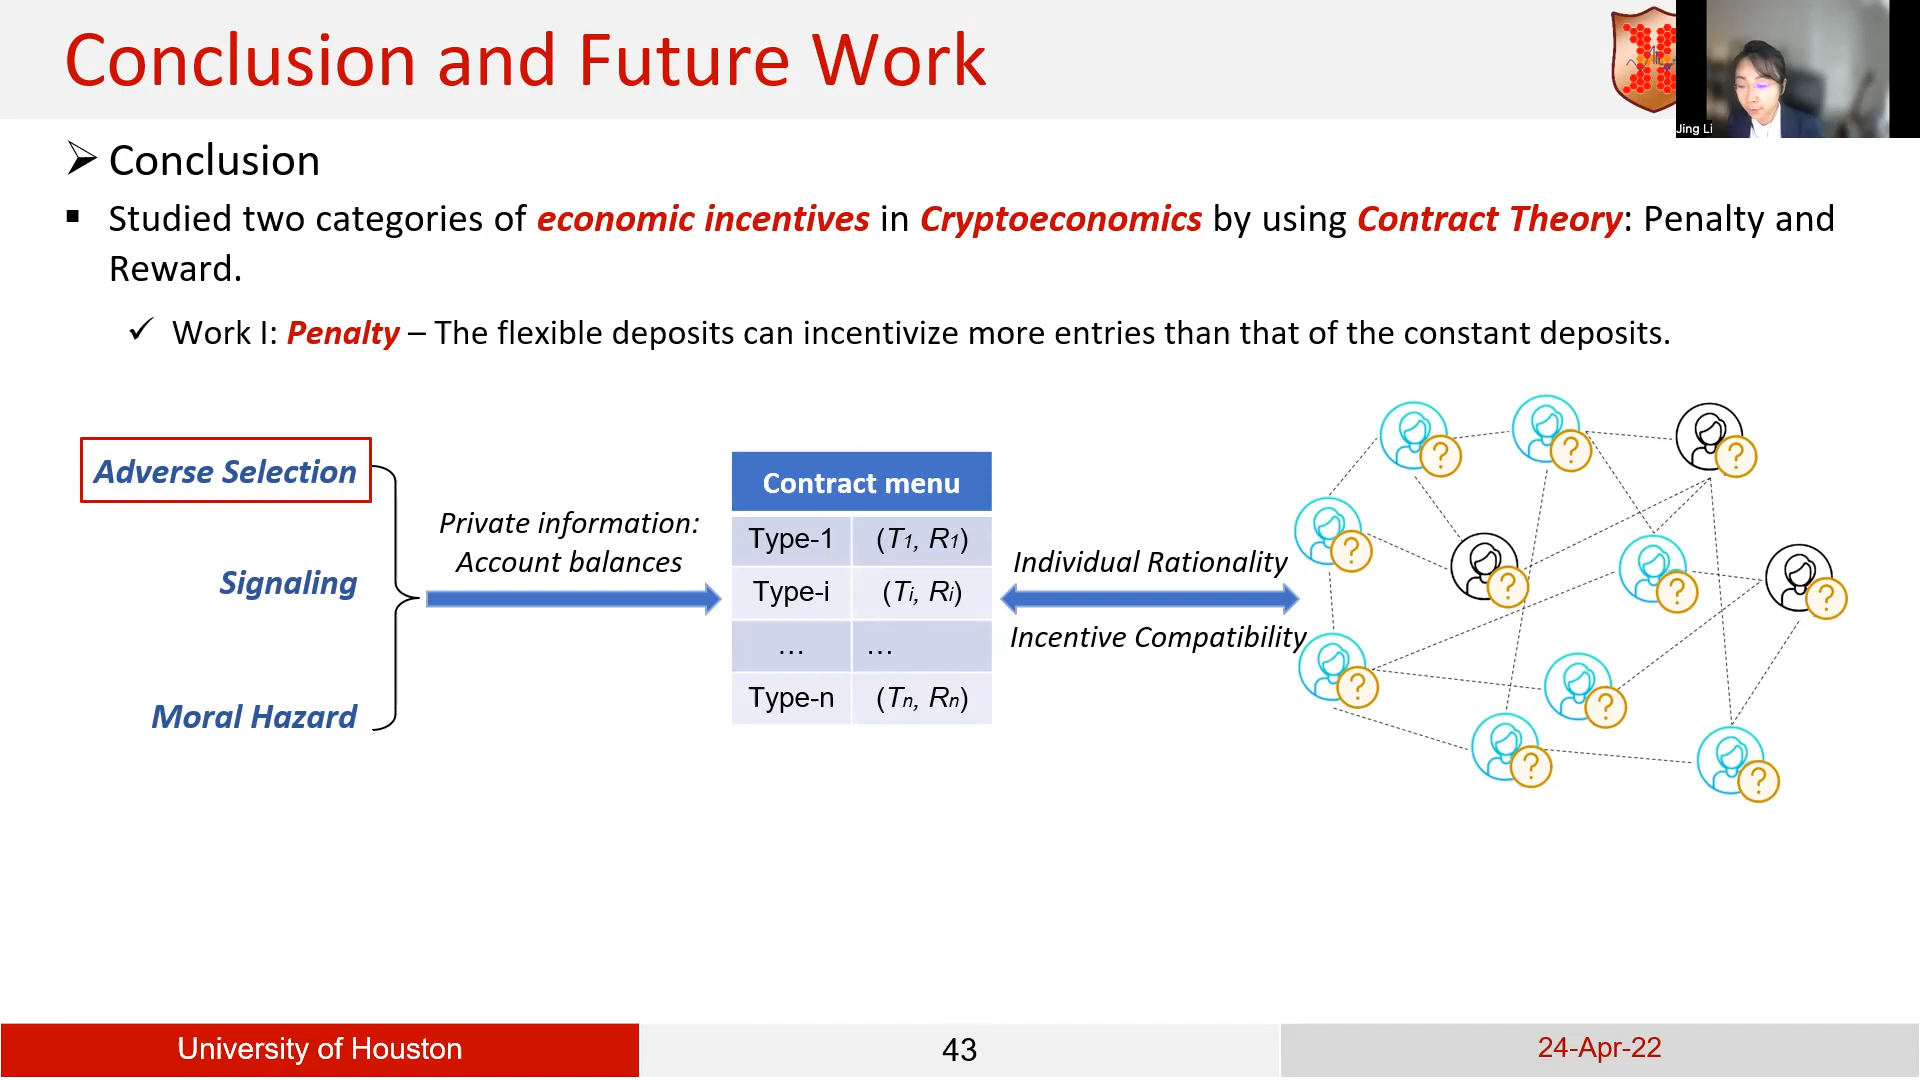 Conclusion and Future Work
Jing Li
Conclusion
Studied two categories of economic incentives in Cryptoeconomics by using Contract Theory: Penalty and
Reward.
Work I: Penalty – The flexible deposits can incentivize more entries than that of the constant deposits.
Adverse Selection
Signaling
Moral Hazard
Private information:
Account balances
Contract menu
Type-1 (T1, R1)
Type-i (Ti, Ri)
... ...
Type-n (Tn, Rn)
Individual Rationality
Incentive Compatibility
?
?
?
?
?
?
?
?
?
?
?
University of Houston
43
24-Apr-22